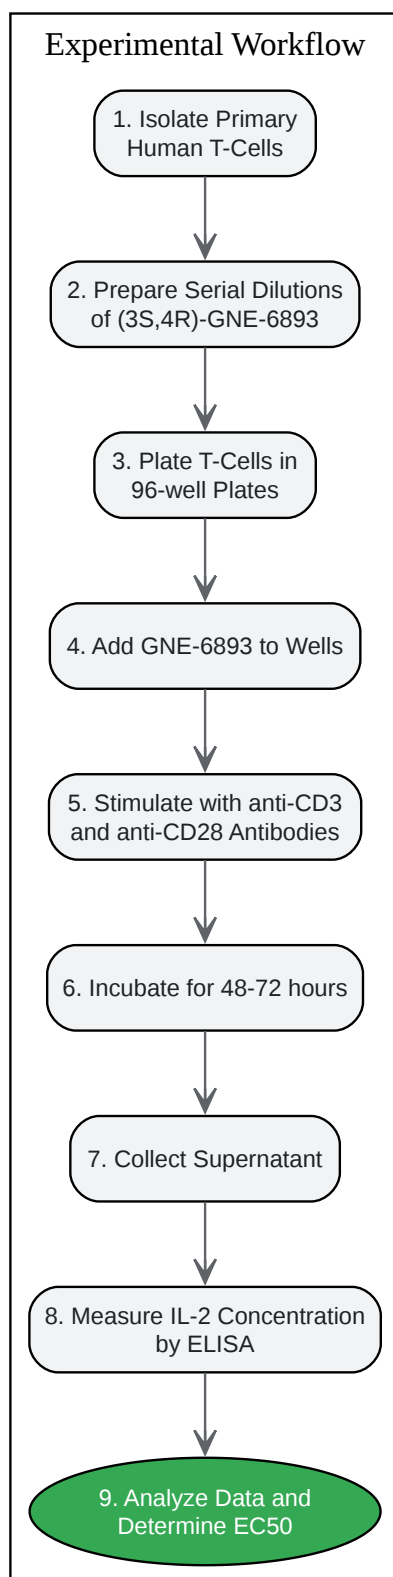 Experimental Workflow
1. Isolate Primary
Human T-Cells
2. Prepare Serial Dilutions
of (3S,4R)-GNE-6893
3. Plate T-Cells in
96-well Plates
4. Add GNE-6893 to Wells
5. Stimulate with anti-CD3
and anti-CD28 Antibodies
6. Incubate for 48-72 hours
7. Collect Supernatant
8. Measure IL-2 Concentration
by ELISA
9. Analyze Data and
Determine EC50